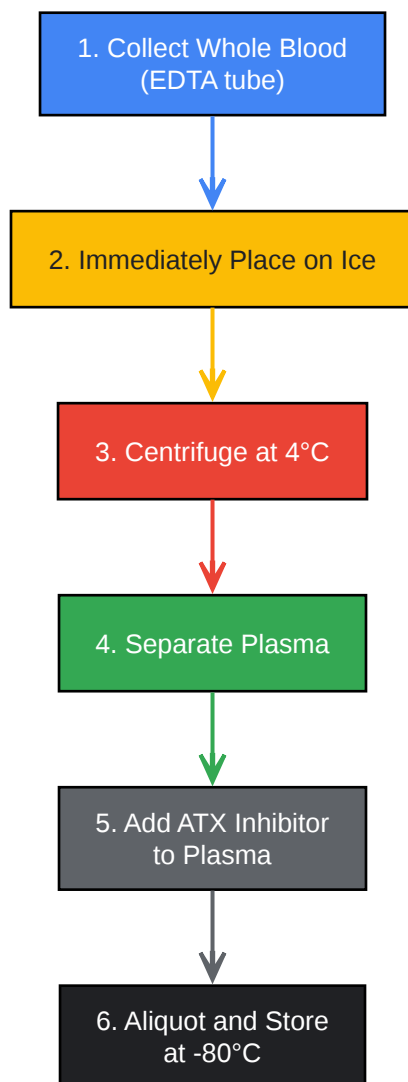 1. Collect Whole Blood
(EDTA tube)
2. Immediately Place on Ice
3. Centrifuge at 4°C
4. Separate Plasma
5. Add ATX Inhibitor
to Plasma
6. Aliquot and Store
at -80°C